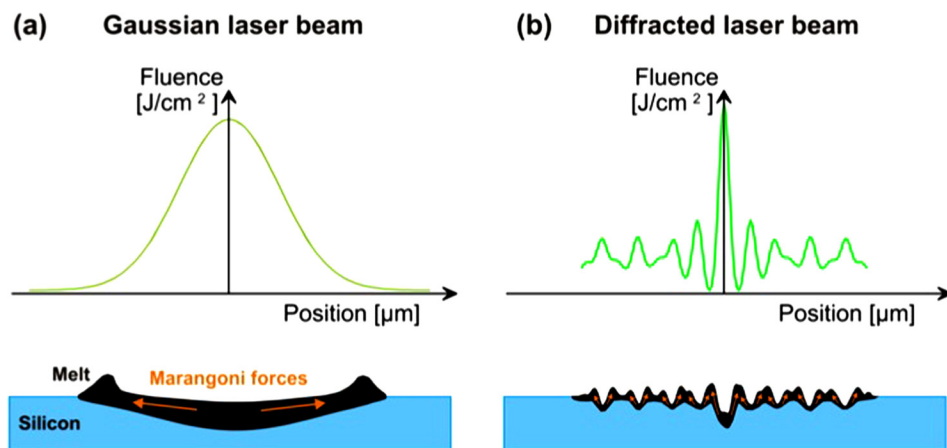 (a) Gaussian laser beam
Fluence
[J/cm ²]
Position [µm]
Melt
Marangoni forces
Silicon
(b) Diffracted laser beam
Fluence
[J/cm ²]
Position [µm]